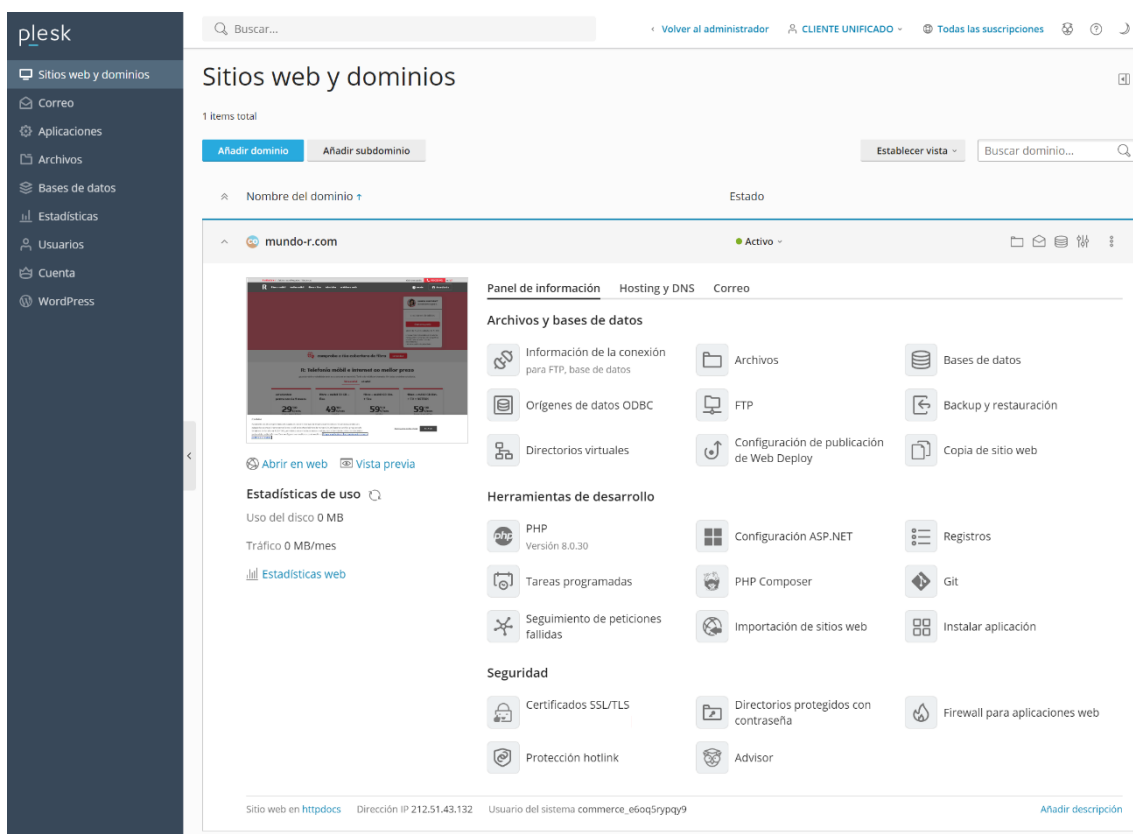 plesk
Buscar...
Volver al administrador
CLIENTE UNIFICADO
Todas las suscripciones
Sitios web y dominios
Correo
Aplicaciones
Archivos
Bases de datos
Estadísticas
Usuarios
Cuenta
WordPress
Sitios web y dominios
1 items total
Añadir dominio
Añadir subdominio
Establecer vista
Buscar dominio...
Nombre del dominio ↑
Estado
mundo-r.com
Activo
29
49
59
59
Abrir en web
Vista previa
Estadísticas de uso
Uso del disco 0 MB
Tráfico 0 MB/mes
Estadísticas web
Panel de información
Hosting y DNS
Correo
Archivos y bases de datos
Información de la conexión
para FTP, base de datos
Archivos
Bases de datos
Orígenes de datos ODBC
FTP
Backup y restauración
Directorios virtuales
Configuración de publicación
de Web Deploy
Copia de sitio web
Herramientas de desarrollo
php
PHP
Versión 8.0.30
Configuración ASP.NET
Registros
Tareas programadas
PHP Composer
Git
Seguimiento de peticiones
fallidas
Importación de sitios web
Instalar aplicación
Seguridad
Certificados SSL/TLS
Directorios protegidos con
contraseña
Firewall para aplicaciones web
Protección hotlink
Advisor
Sitio web en httpdocs
Dirección IP 212.51.43.132
Usuario del sistema commerce_e6oq5rypqy9
Añadir descripción